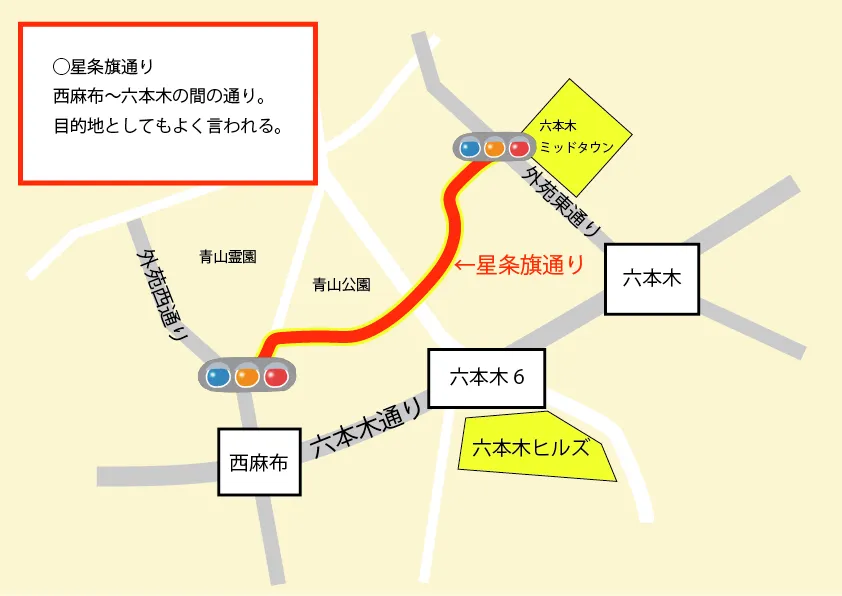 〇星条旗通り
西麻布～六本木の間の通り。
目的地としてもよく言われる。
六本木
ミッドタウン
外苑東通り
青山霊園
外苑西通り
青山公園
←星条旗通り
六本木
六本木６
六本木通り
六本木ヒルズ
西麻布